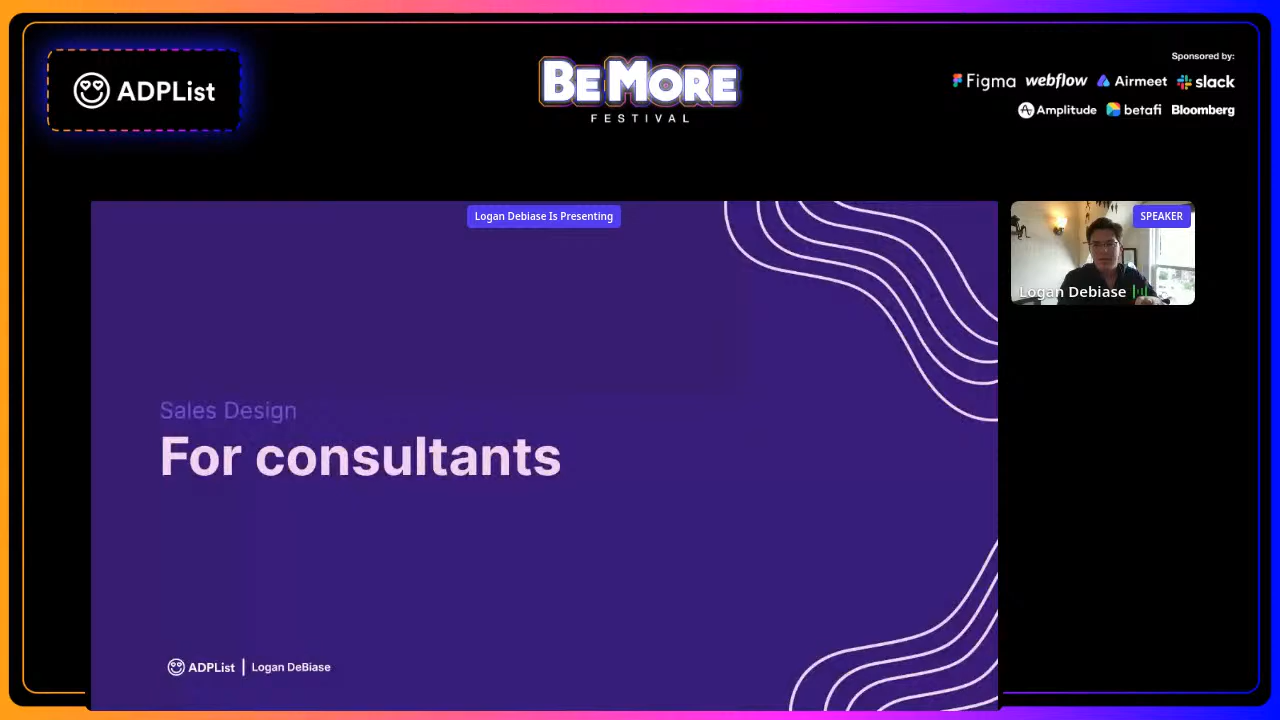 ADPList
BE MORE
FESTIVAL
Sponsored by:
Figma webflow Airmeet slack
Amplitude betafi Bloomberg
Logan Debiase Is Presenting
SPEAKER
Logan Debiase
Sales Design
For consultants
ADPList | Logan DeBiase